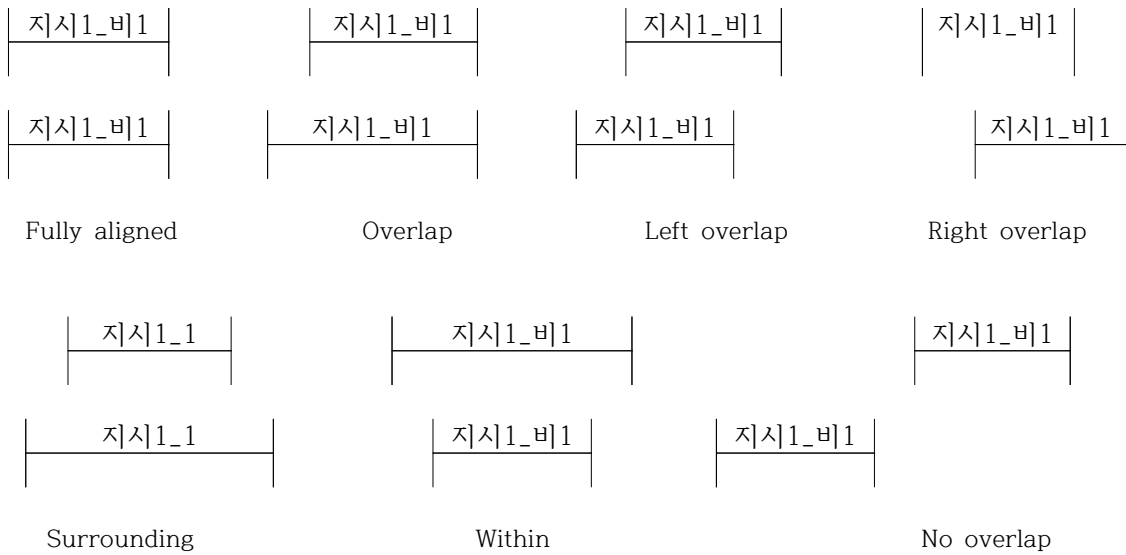 지시1_비1 지시1_비1 지시1_비1 지시1_비1
지시1_비1 지시1_비1 지시1_비1 지시1_비1
Fully aligned Overlap Left overlap Right overlap
지시1_1 지시1_비1 지시1_비1
지시1_1 지시1_비1 지시1_비1
Surrounding Within No overlap